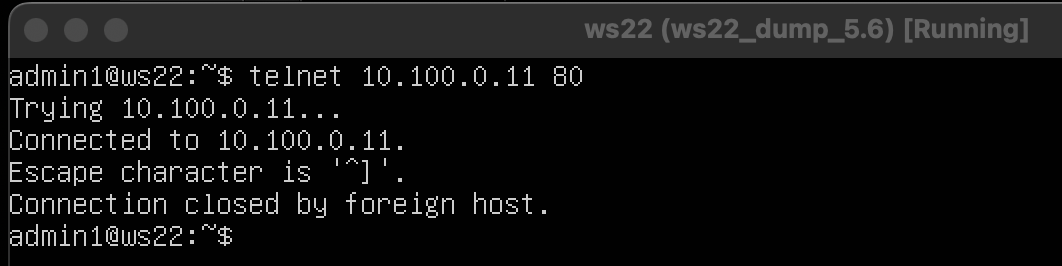 ws22 (ws22_dump_5.6) [Running]
admin1@ws22:~$ telnet 10.100.0.11 80
Trying 10.100.0.11...
Connected to 10.100.0.11.
Escape character is '^]'.
Connection closed by foreign host.
admin1@ws22:~$